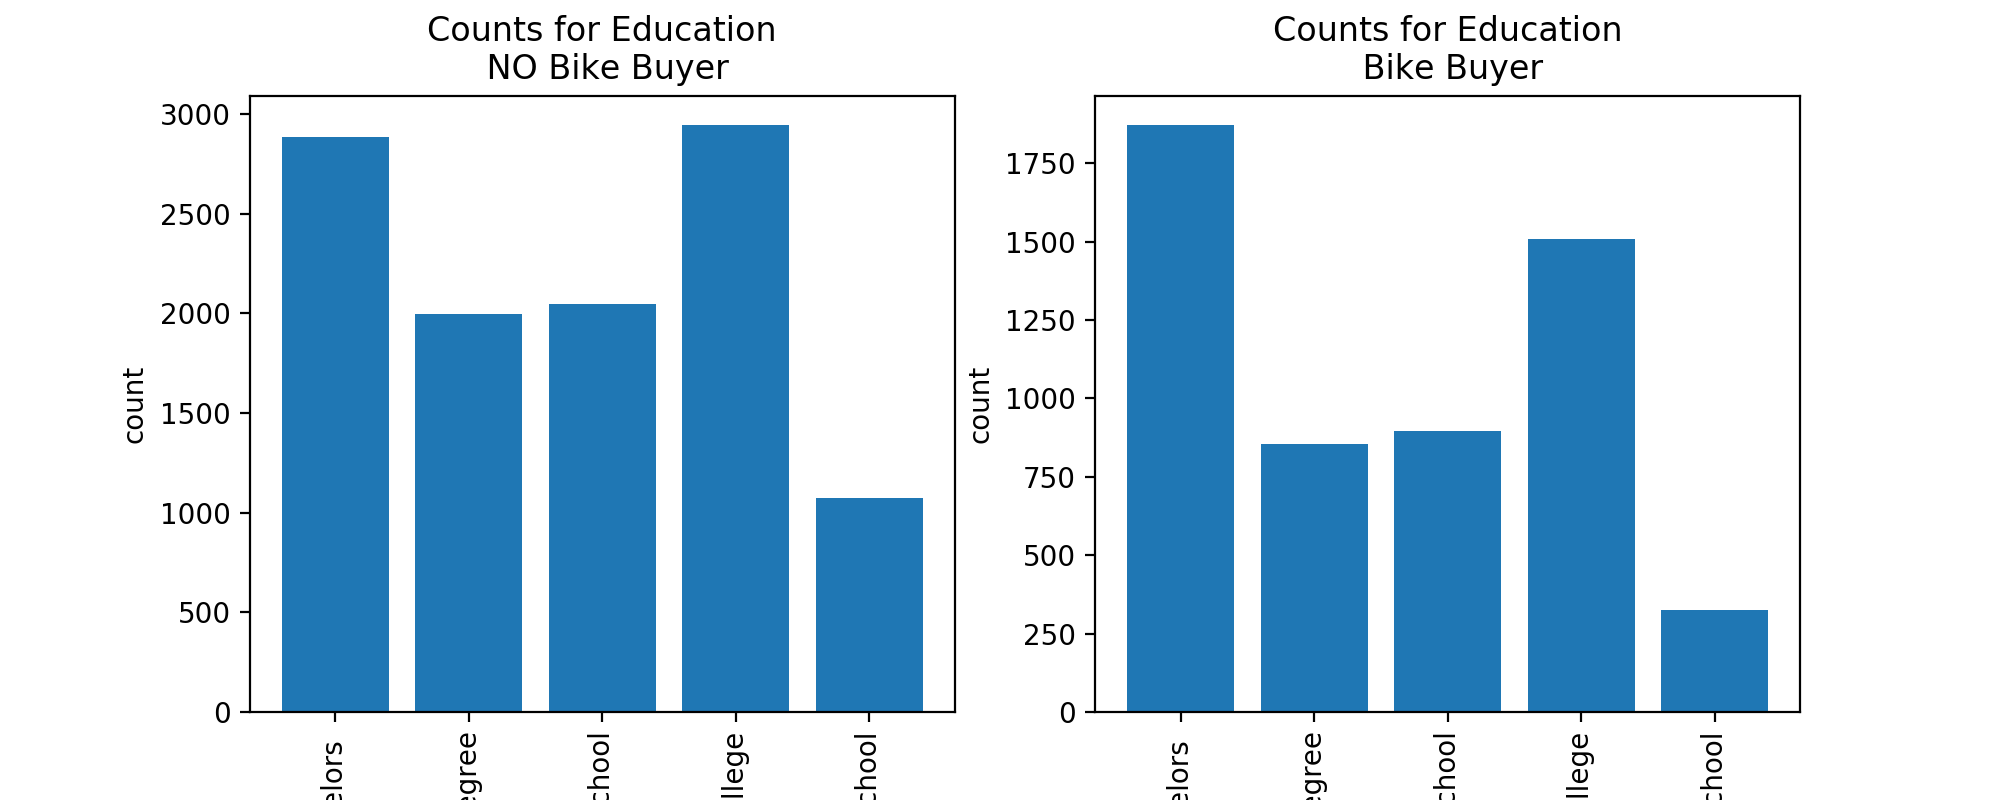 Counts for Education
NO Bike Buyer
3000
2500
2000
1500
1000
500
0
count
elors
egree
chool
llege
chool
Counts for Education
Bike Buyer
1750
1500
1250
1000
750
500
250
0
count
elors
egree
chool
llege
chool